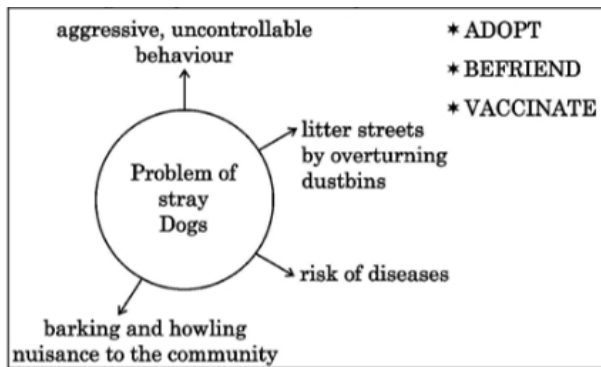 aggressive, uncontrollable
behaviour
* ADOPT
* BEFRIEND
* VACCINATE
litter streets
by overturning
dustbins
Problem of
stray
Dogs
risk of diseases
barking and howling
nuisance to the community